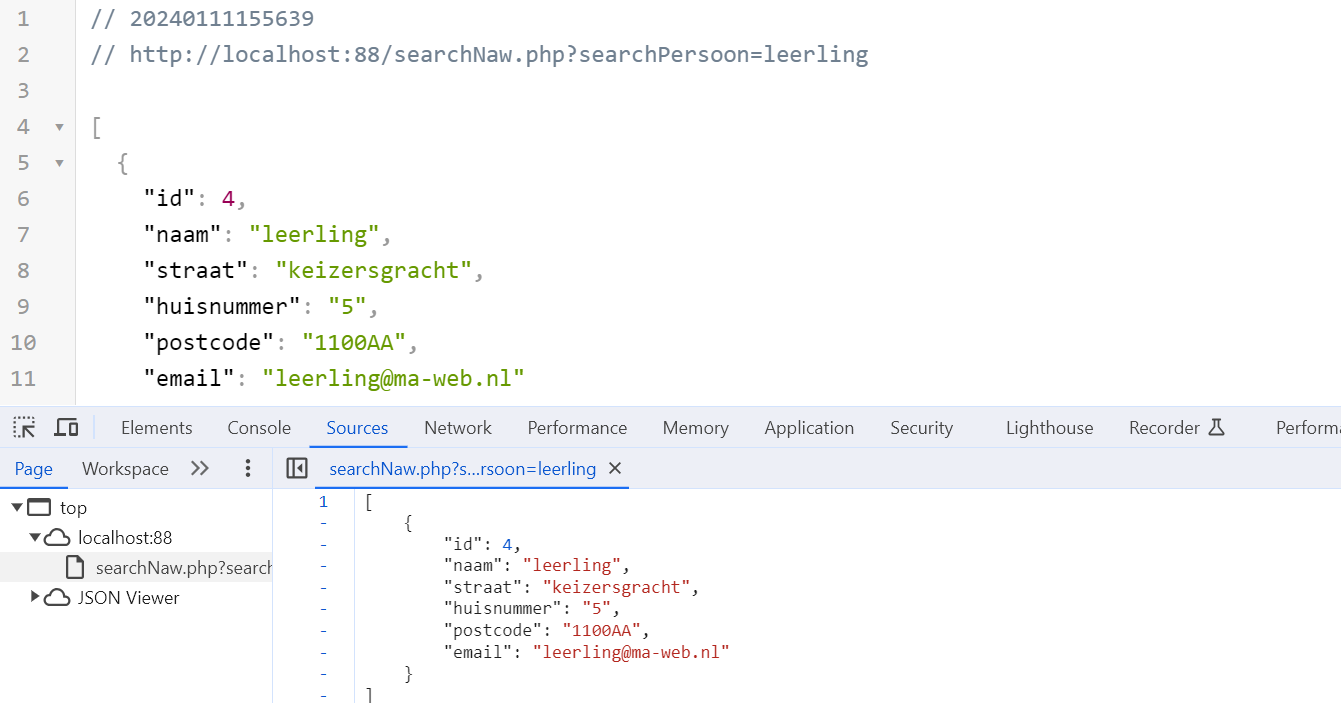 1 // 20240111155639
2 // http://localhost:88/searchNaw.php?searchPersoon=leerling
3
4 [
5 {
6 "id": 4,
7 "naam": "leerling",
8 "straat": "keizersgracht",
9 "huisnummer": "5",
10 "postcode": "1100AA",
11 "email": "leerling@ma-web.nl"
Elements Console Sources Network Performance Memory Application Security Lighthouse Recorder Performa
Page Workspace searchNaw.php?s...rsoon=leerling
top
localhost:88
searchNaw.php?search
JSON Viewer
1 [
- {
- "id": 4,
- "naam": "leerling",
- "straat": "keizersgracht",
- "huisnummer": "5",
- "postcode": "1100AA",
- "email": "leerling@ma-web.nl"
- }
- ]